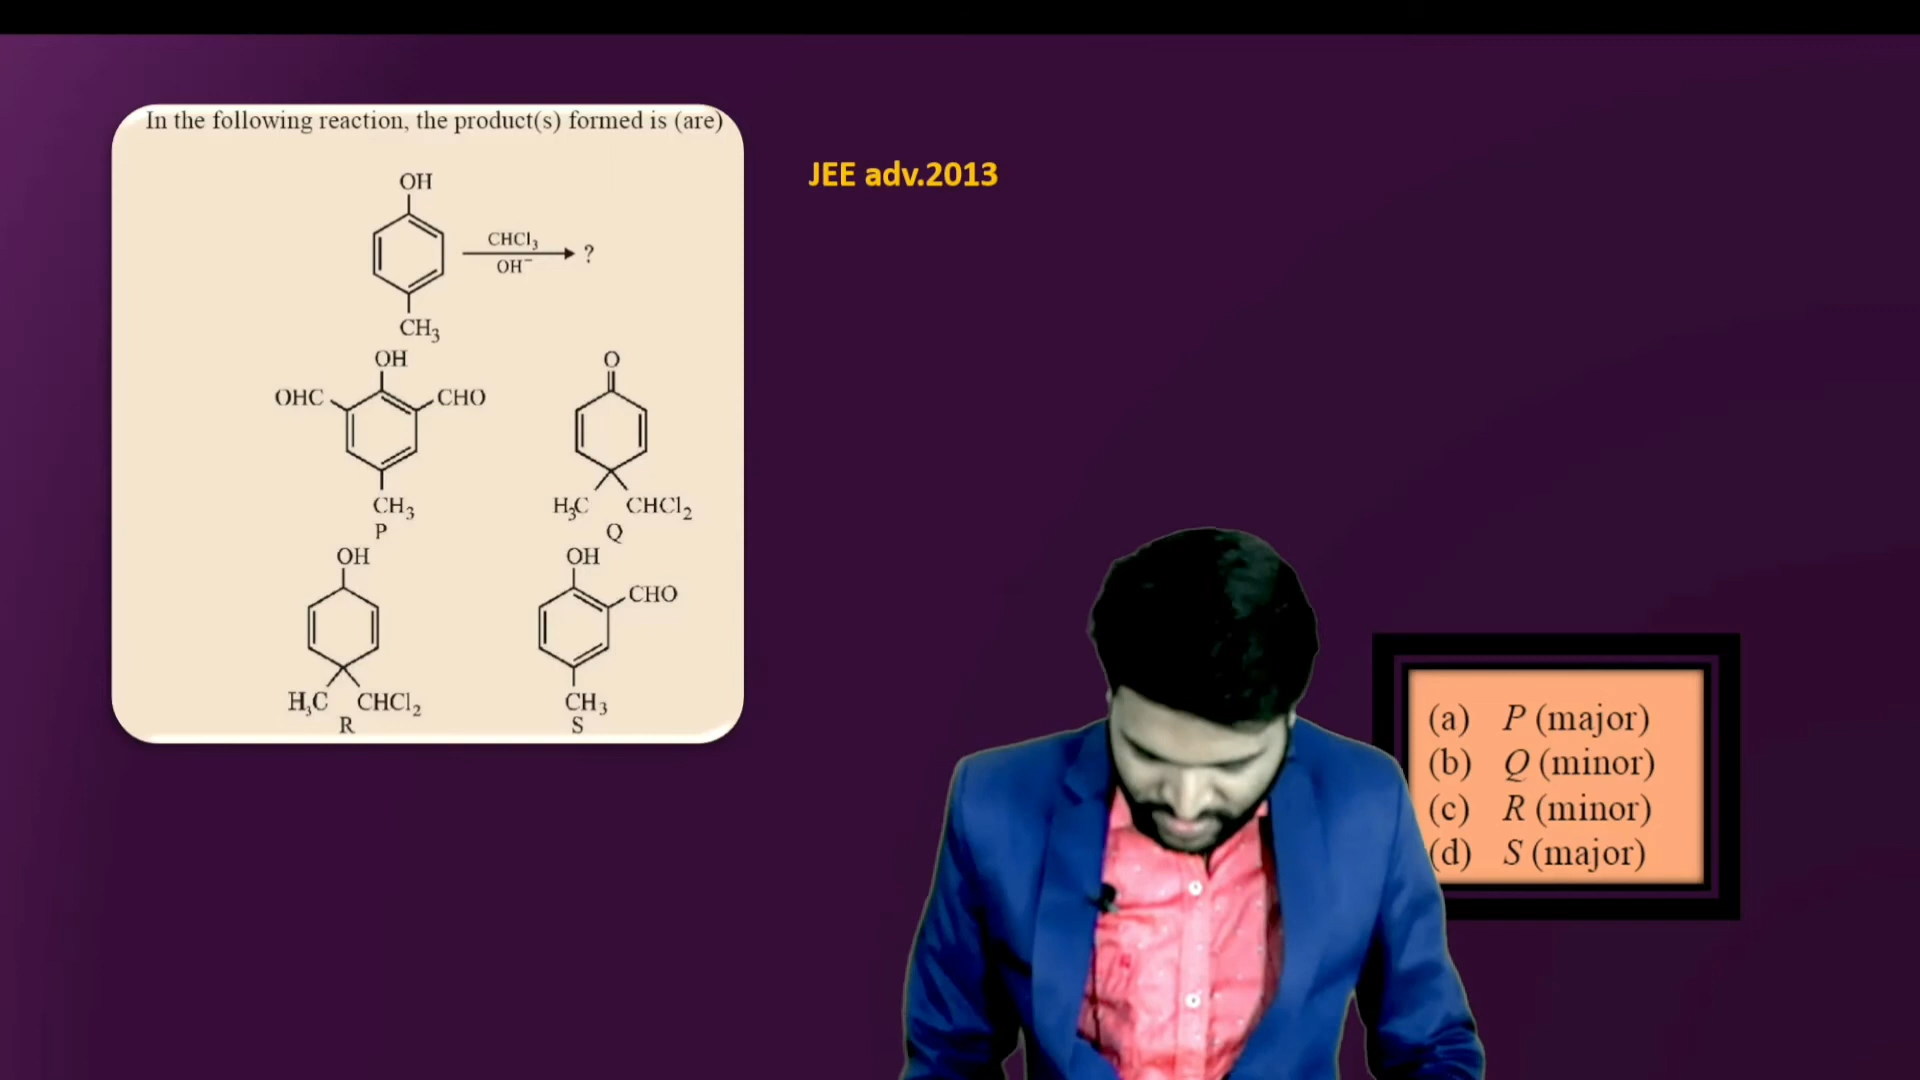 In the following reaction, the product(s) formed is (are)
JEE adv.2013
OH
CHCl3
OH⁻
?
CH3
OH
OHC
CHO
CH3
P
O
H3C
CHCl2
Q
OH
H3C
CHCl2
R
OH
CHO
CH3
S
(a) P (major)
(b) Q (minor)
(c) R (minor)
(d) S (major)